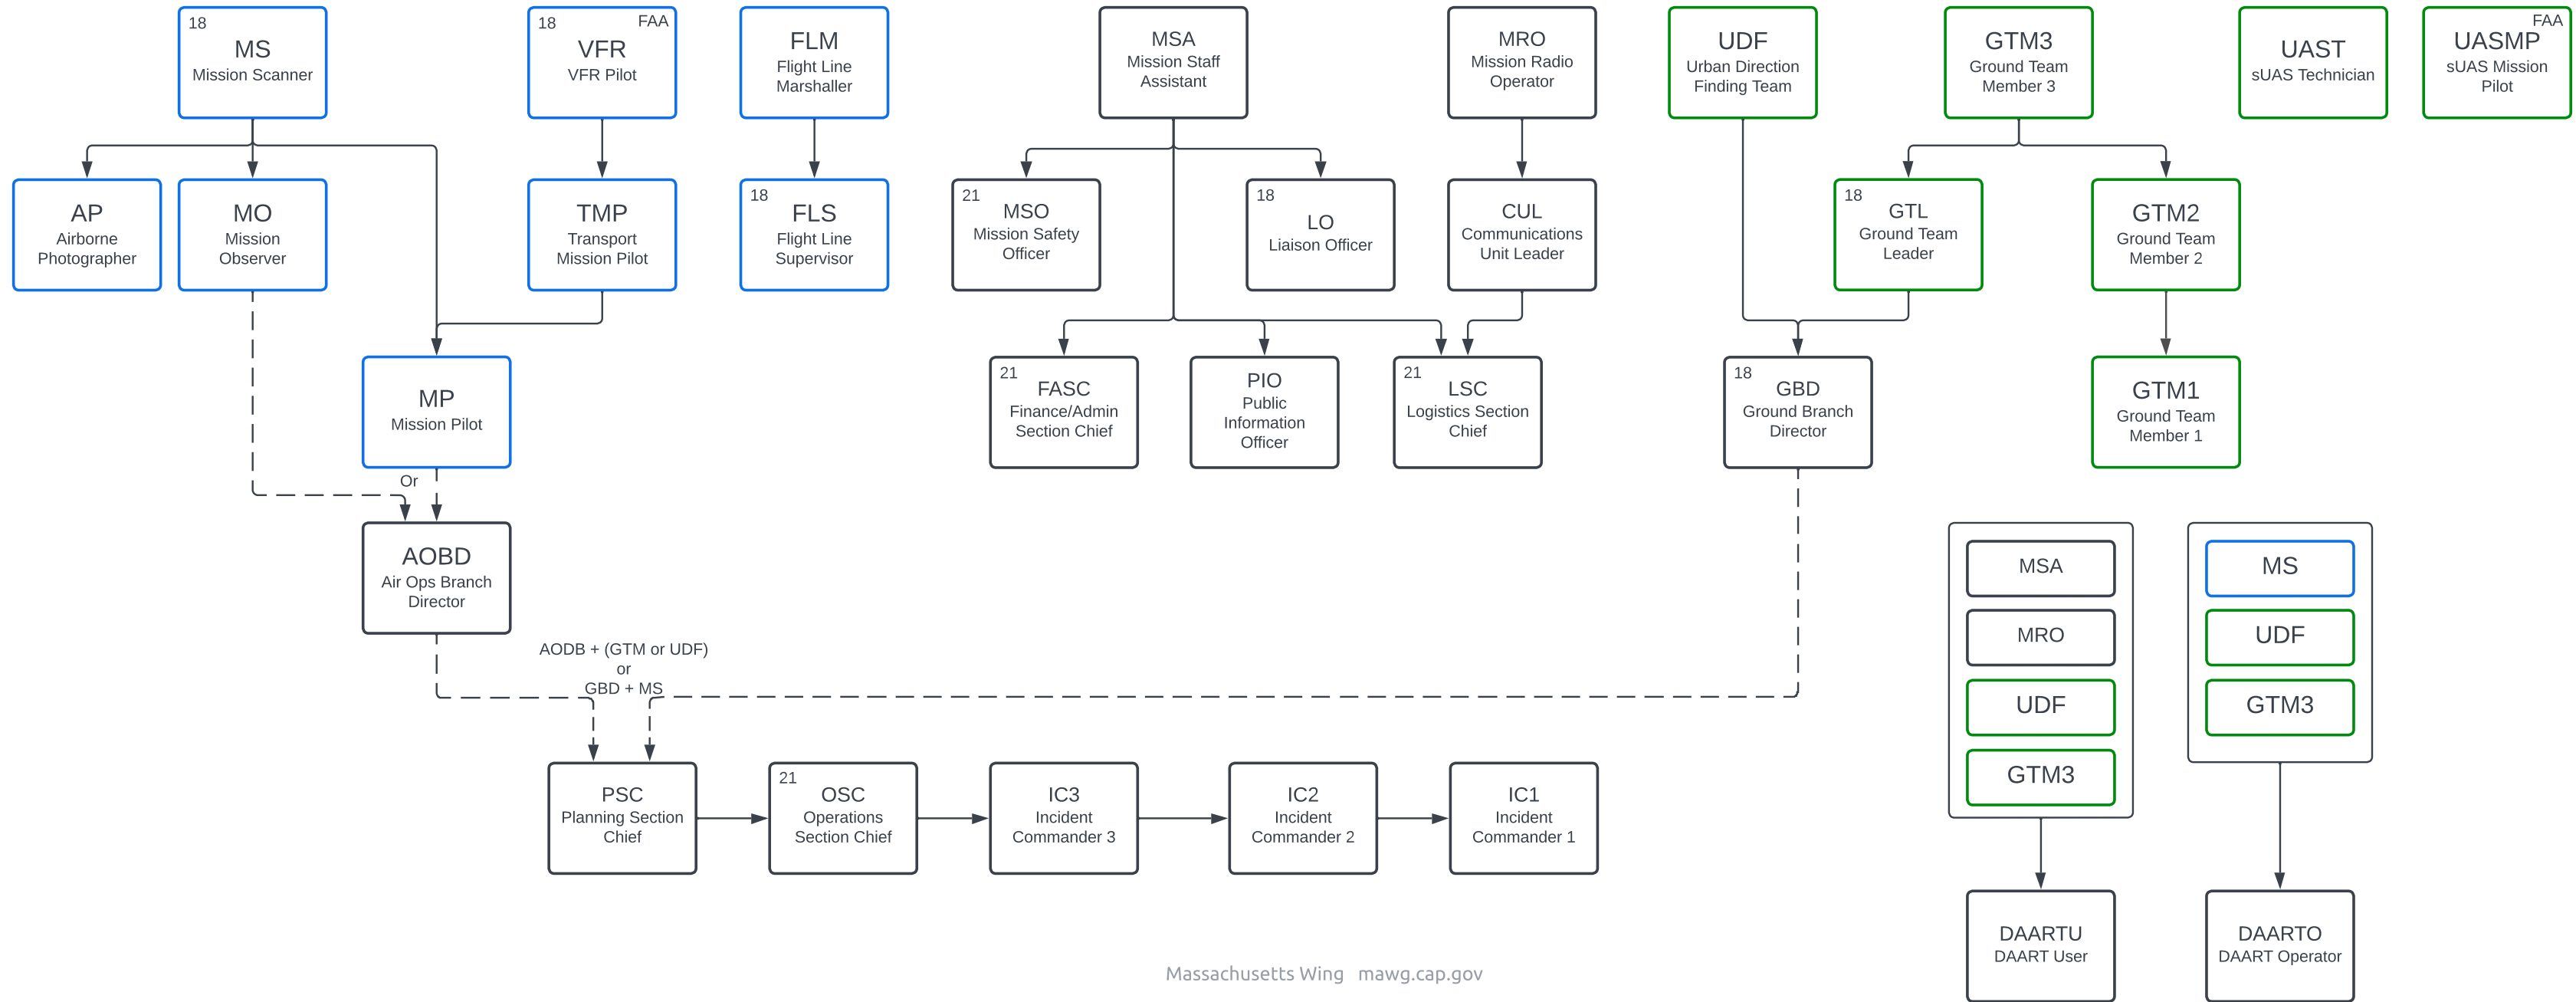 18
MS
Mission Scanner
18
FAA
VFR
VFR Pilot
FLM
Flight Line
Marshaller
MSA
Mission Staff
Assistant
MRO
Mission Radio
Operator
UDF
Urban Direction
Finding Team
GTM3
Ground Team
Member 3
UAST
sUAS Technician
FAA
UASMP
sUAS Mission
Pilot
AP
Airborne
Photographer
MO
Mission
Observer
TMP
Transport
Mission Pilot
18
FLS
Flight Line
Supervisor
21
MSO
Mission Safety
Officer
18
LO
Liaison Officer
CUL
Communications
Unit Leader
18
GTL
Ground Team
Leader
GTM2
Ground Team
Member 2
MP
Mission Pilot
21
FASC
Finance/Admin
Section Chief
PIO
Public
Information
Officer
21
LSC
Logistics Section
Chief
18
GBD
Ground Branch
Director
GTM1
Ground Team
Member 1
Or
AOBD
Air Ops Branch
Director
AODB + (GTM or UDF)
or
GBD + MS
MSA
MRO
UDF
GTM3
MS
UDF
GTM3
PSC
Planning Section
Chief
21
OSC
Operations
Section Chief
IC3
Incident
Commander 3
IC2
Incident
Commander 2
IC1
Incident
Commander 1
DAARTU
DAART User
DAARTO
DAART Operator
Massachusetts Wing mawg.cap.gov